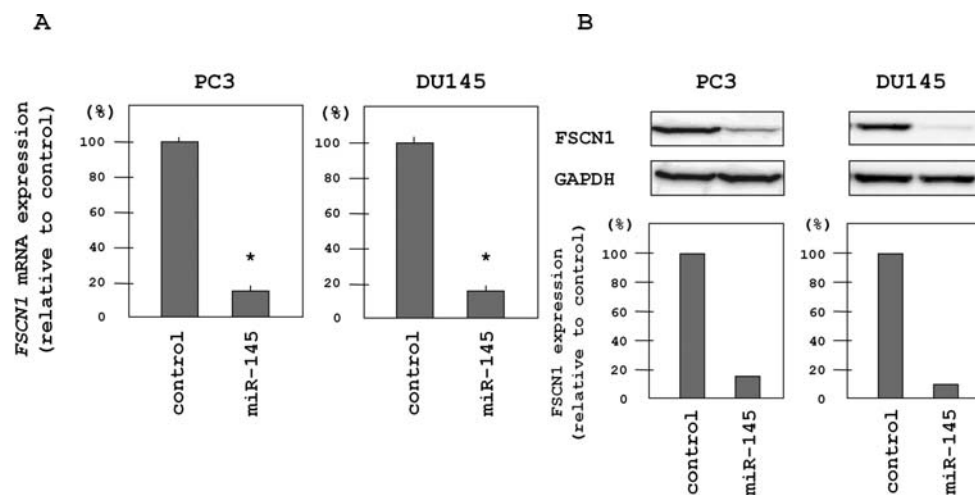 A
PC3
DU145
FSCN1 mRNA expression
(relative to control)
(%)
100
80
60
40
20
0
control
miR-145
*
(%)
100
80
60
40
20
0
control
miR-145
*
B
PC3
DU145
FSCN1
GAPDH
FSCN1 expression
(relative to control)
(%)
100
80
60
40
20
0
control
miR-145
(%)
100
80
60
40
20
0
control
miR-145